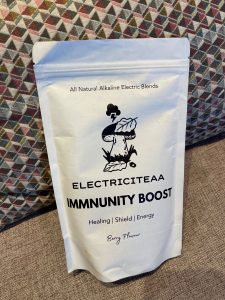 All Natural Alkaline Electric Blends
ELECTRICITEAA
IMMNUNITY BOOST
Healing | Shield | Energy
Berry Flavour